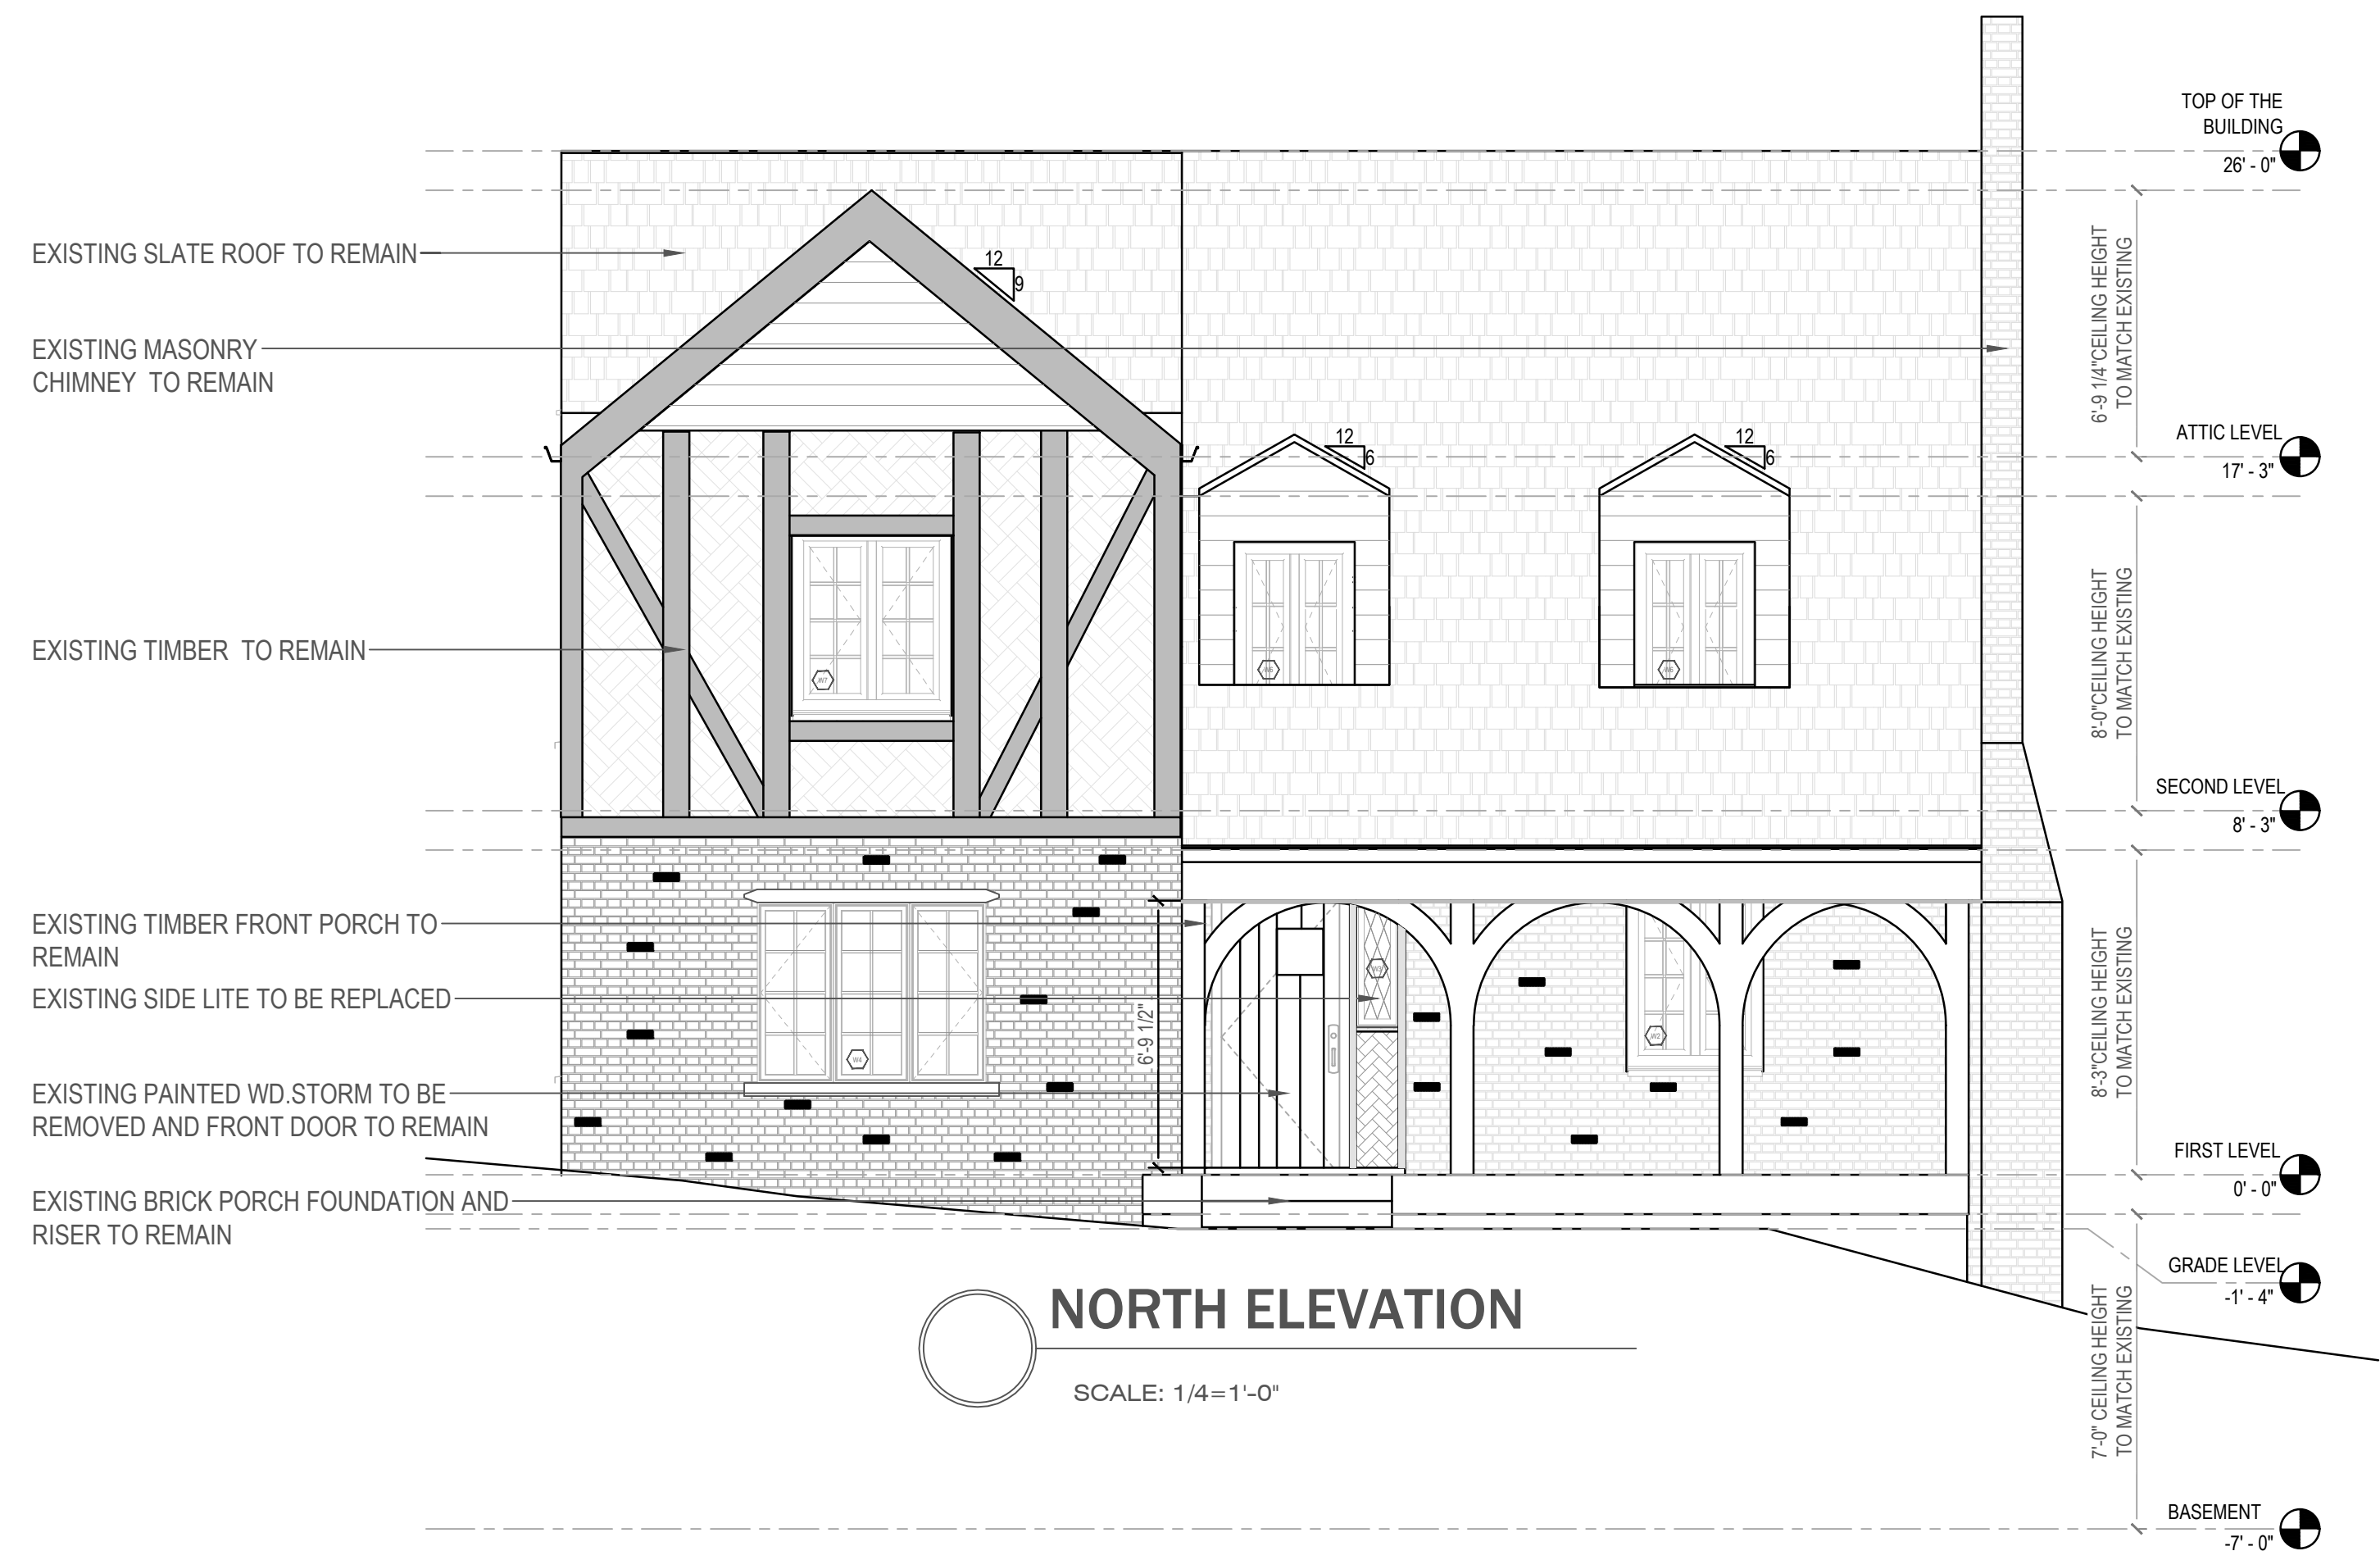 TOP OF THE
BUILDING
26' - 0"
EXISTING SLATE ROOF TO REMAIN
12
9
6'-9 1/4"CEILING HEIGHT
TO MATCH EXISTING
EXISTING MASONRY
CHIMNEY TO REMAIN
12
6
12
6
ATTIC LEVEL
17' - 3"
EXISTING TIMBER TO REMAIN
W7
8'-0"CEILING HEIGHT
TO MATCH EXISTING
SECOND LEVEL
8' - 3"
EXISTING TIMBER FRONT PORCH TO
REMAIN
EXISTING SIDE LITE TO BE REPLACED
6'-9 1/2"
W4
8'-3"CEILING HEIGHT
TO MATCH EXISTING
EXISTING PAINTED WD.STORM TO BE
REMOVED AND FRONT DOOR TO REMAIN
FIRST LEVEL
0' - 0"
EXISTING BRICK PORCH FOUNDATION AND
RISER TO REMAIN
GRADE LEVEL
-1' - 4"
NORTH ELEVATION
SCALE: 1/4=1'-0"
7'-0" CEILING HEIGHT
TO MATCH EXISTING
BASEMENT
-7' - 0"